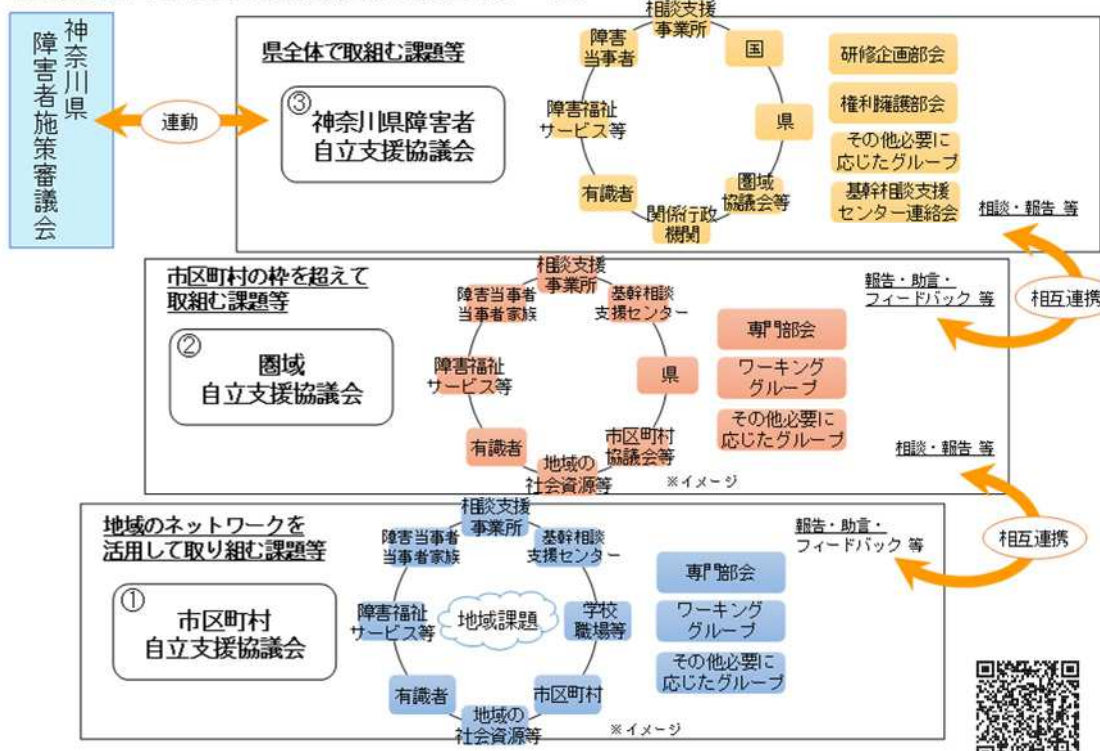 神奈川県
障害者施策審議会
連動
県全体で取組む課題等
③
神奈川県障害者
自立支援協議会
相談支援
事業所
国
県
圏域
協議会等
関係行政
機関
有識者
障害福祉
サービス等
障害
当事者
研修企画部会
権利擁護部会
その他必要に
応じたグループ
基幹相談支援
センター連絡会
相談・報告 等
相互連携
報告・助言・
フィードバック 等
市区町村の枠を超えて
取組む課題等
②
圏域
自立支援協議会
相談支援
事業所
基幹相談
支援センター
県
市区町村
協議会等
地域の
社会資源等
有識者
障害福祉
サービス等
障害当事者
当事者家族
専門部会
ワーキング
グループ
その他必要に
応じたグループ
※イメージ
相談・報告 等
相互連携
報告・助言・
フィードバック 等
地域のネットワークを
活用して取り組む課題等
①
市区町村
自立支援協議会
相談支援
事業所
基幹相談
支援センター
学校
職場等
市区町村
地域の
社会資源等
有識者
障害福祉
サービス等
障害当事者
当事者家族
地域課題
専門部会
ワーキング
グループ
その他必要に
応じたグループ
※イメージ